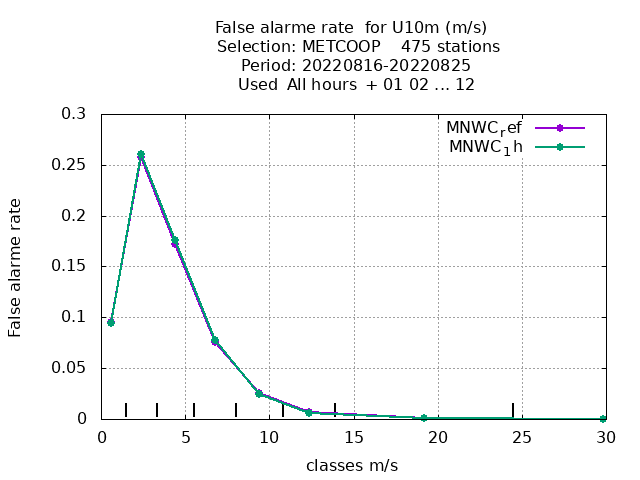 False alarme rate  for U10m (m/s)
Selection: METCOOP    475 stations
Period: 20220816-20220825
Used  All hours  + 01 02 ... 12
MNWC_ref
MNWC_1h
0.3
0.25
0.2
0.15
0.1
0.05
0
False alarme rate
0 5 10 15 20 25 30
classes m/s